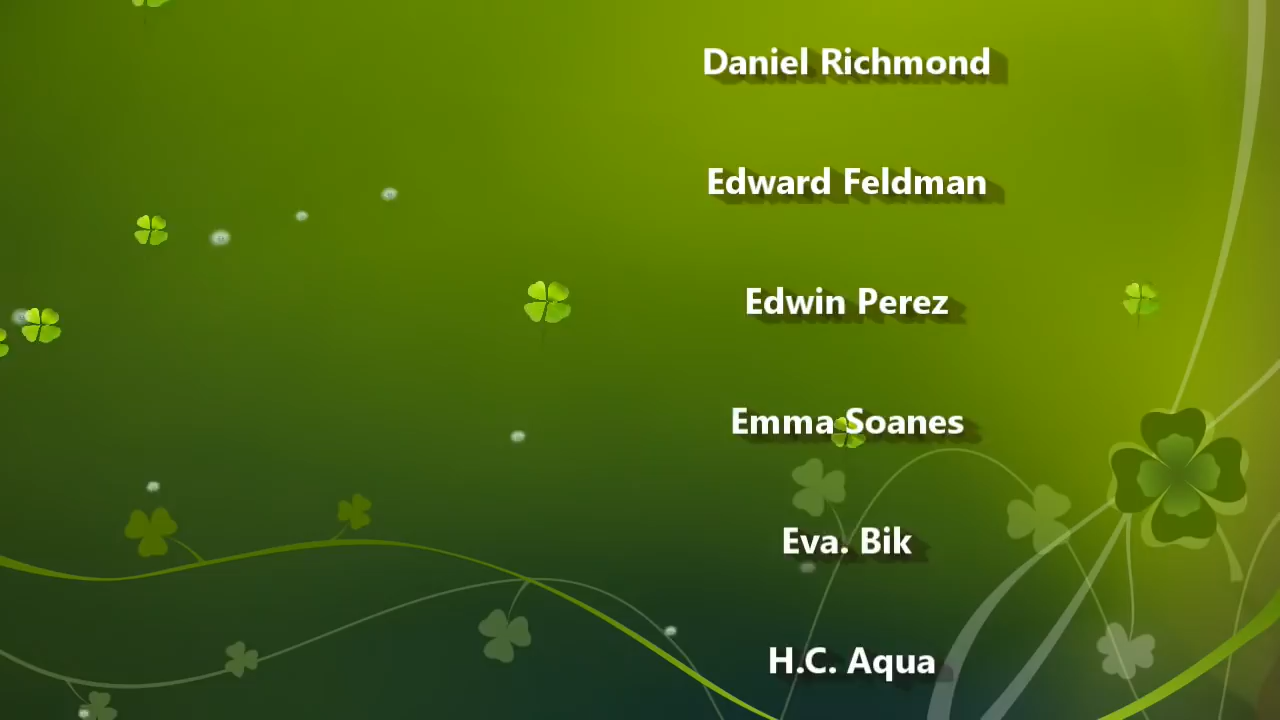 Daniel Richmond
Edward Feldman
Edwin Perez
Emma Soanes
Eva. Bik
H.C. Aqua